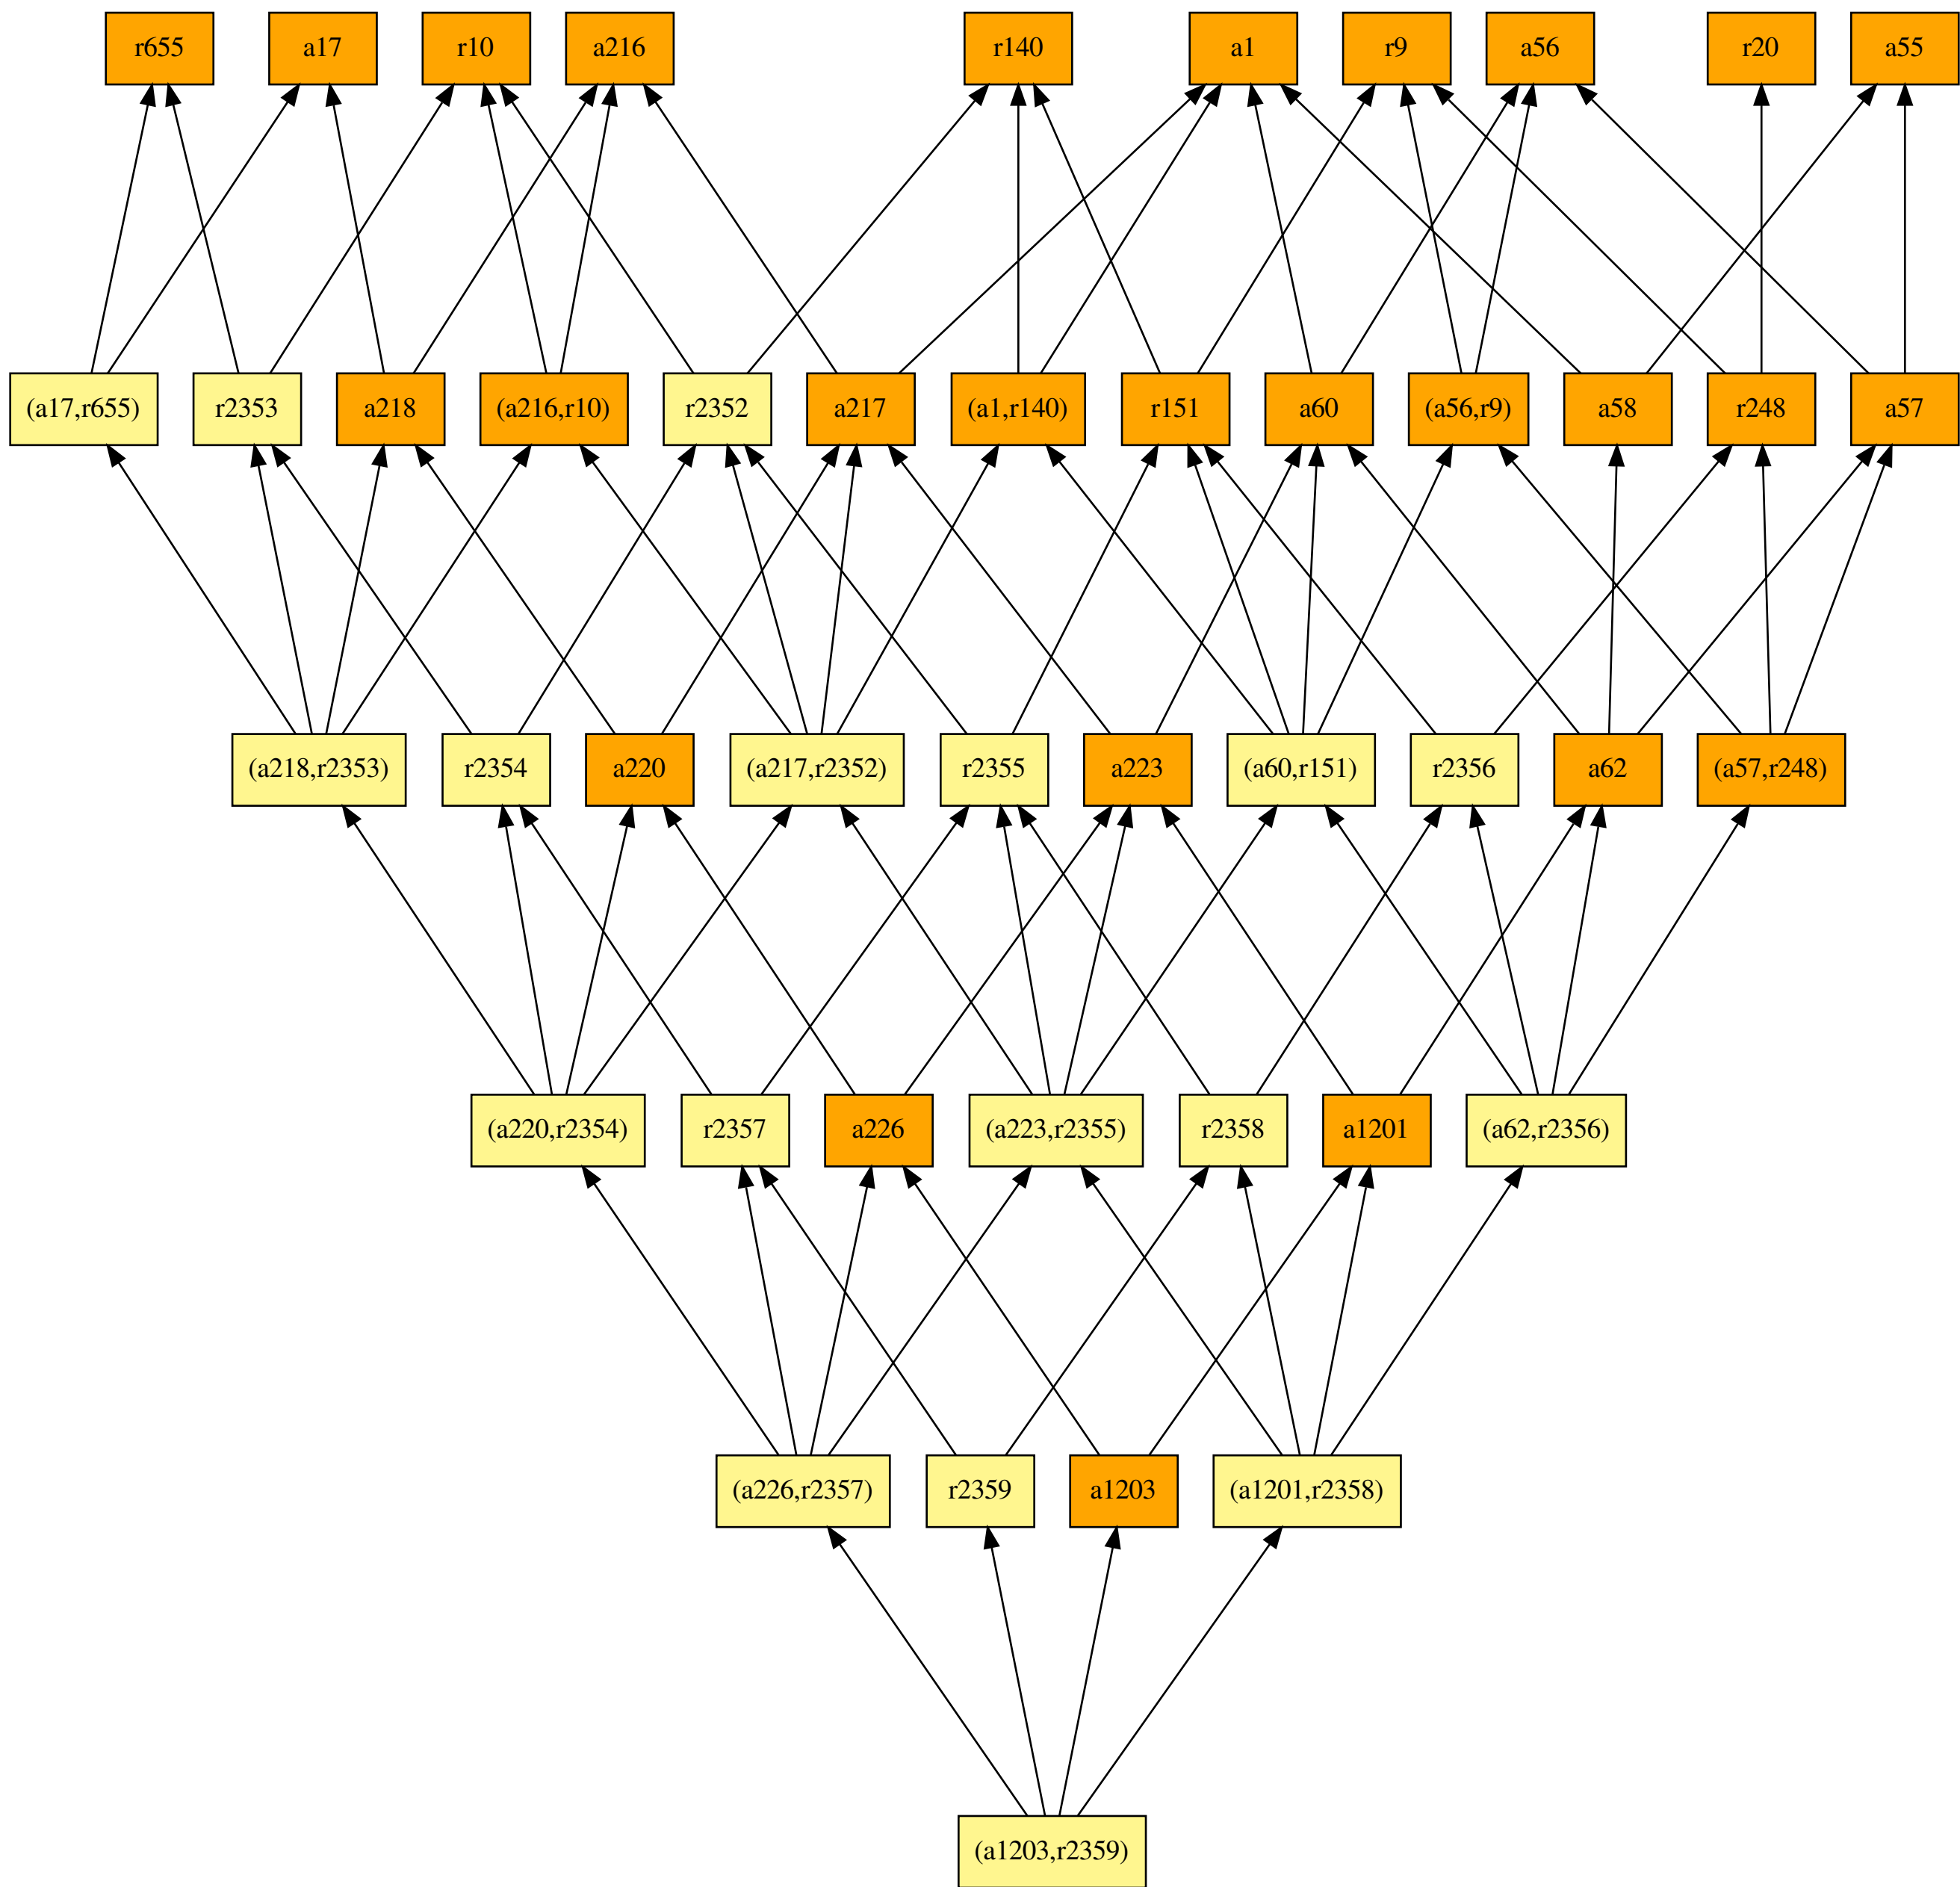 r655
a17
r10
a216
r140
a1
r9
a56
r20
a55
(a17,r655)
r2353
a218
(a216,r10)
r2352
a217
(a1,r140)
r151
a60
(a56,r9)
a58
r248
a57
(a218,r2353)
r2354
a220
(a217,r2352)
r2355
a223
(a60,r151)
r2356
a62
(a57,r248)
(a220,r2354)
r2357
a226
(a223,r2355)
r2358
a1201
(a62,r2356)
(a226,r2357)
r2359
a1203
(a1201,r2358)
(a1203,r2359)